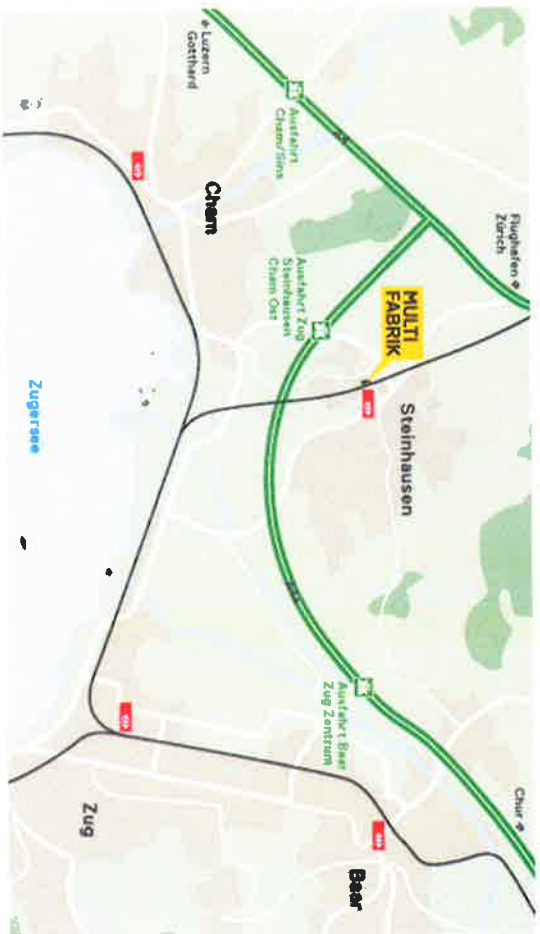 Flughafen
Zürich
Chur
MULTI
FABRIK
Steinhausen
Baar
Ausfahrt Baar
Zug Zentrum
Ausfahrt Zug
Steinhausen
Cham Ost
Ausfahrt
Cham/Sins
Cham
Luzern
Gotthard
Zug
Zugersee